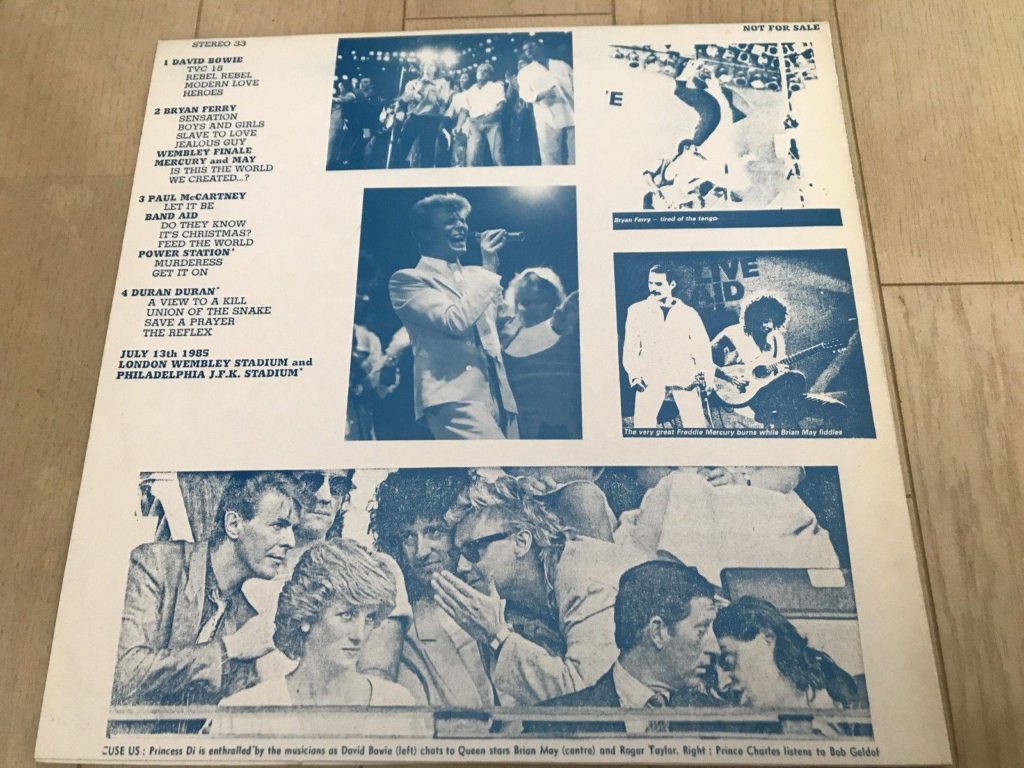 NOT FOR SALE
STEREO 33
1 DAVID BOWIE
TVC 15
REBEL REBEL
MODERN LOVE
HEROES
2 BRYAN FERRY
SENSATION
BOYS AND GIRLS
SLAVE TO LOVE
JEALOUS GUY
WEMBLEY FINALE
MERCURY and MAY
IS THIS THE WORLD
WE CREATED...?
3 PAUL McCARTNEY
LET IT BE
BAND AID
DO THEY KNOW
IT'S CHRISTMAS?
FEED THE WORLD
POWER STATION*
MURDERESS
GET IT ON
4 DURAN DURAN*
A VIEW TO A KILL
UNION OF THE SNAKE
SAVE A PRAYER
THE REFLEX
JULY 13th 1985
LONDON WEMBLEY STADIUM and
PHILADELPHIA J.F.K. STADIUM*
'E
Bryan Ferry – tired of the tango.
LIVE
AID
The very great Freddie Mercury burns while Brian May fiddles
CUSE US : Princess Di is enthralled by the musicians as David Bowie (left) chats to Queen stars Brian May (centre) and Roger Taylor. Right : Prince Charles listens to Bob Geldof